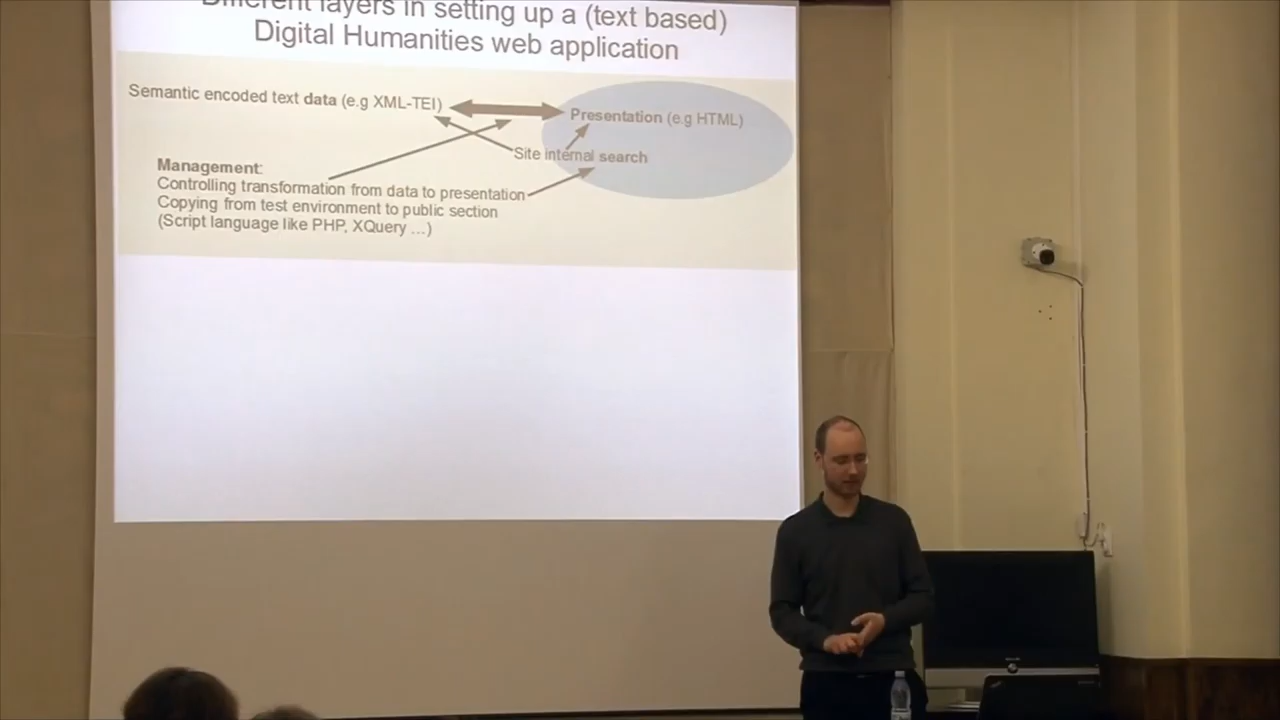 Different layers in setting up a (text based)
Digital Humanities web application
Semantic encoded text data (e.g XML-TEI)
Presentation (e.g HTML)
Site internal search
Management:
Controlling transformation from data to presentation
Copying from test environment to public section
(Script language like PHP, XQuery ...)